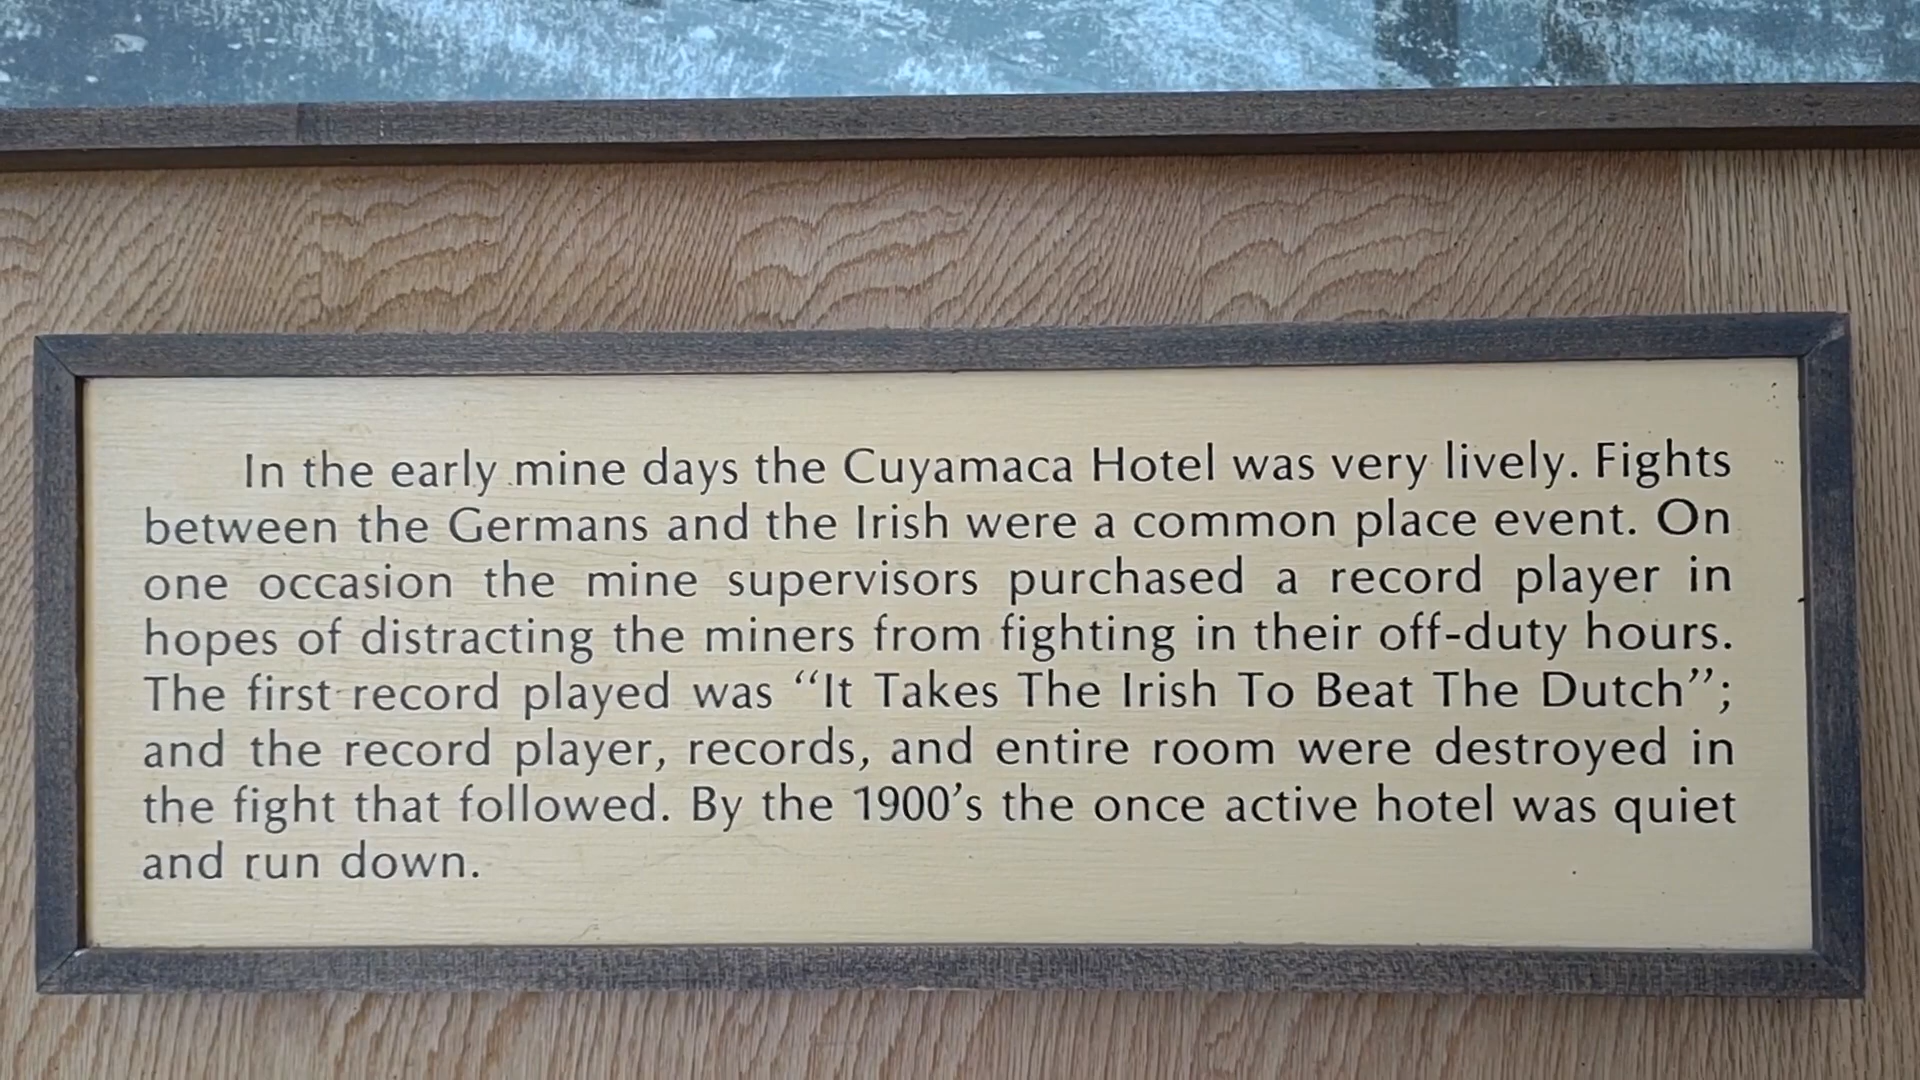 In the early mine days the Cuyamaca Hotel was very lively. Fights
between the Germans and the Irish were a common place event. On
one occasion the mine supervisors purchased a record player in
hopes of distracting the miners from fighting in their off-duty hours.
The first record played was “It Takes The Irish To Beat The Dutch”;
and the record player, records, and entire room were destroyed in
the fight that followed. By the 1900’s the once active hotel was quiet
and run down.